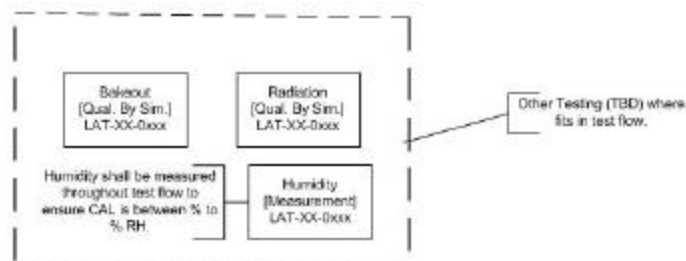 Bakeout
[Qual. By Sim.]
LAT-XX-0xxx
Radiation
[Qual. By Sim.]
LAT-XX-0xxx
Other Testing (TBD) where
fits in test flow.
Humidity shall be measured
throughout test flow to
ensure CAL is between % to
% RH.
Humidity
[Measurement]
LAT-XX-0xxx